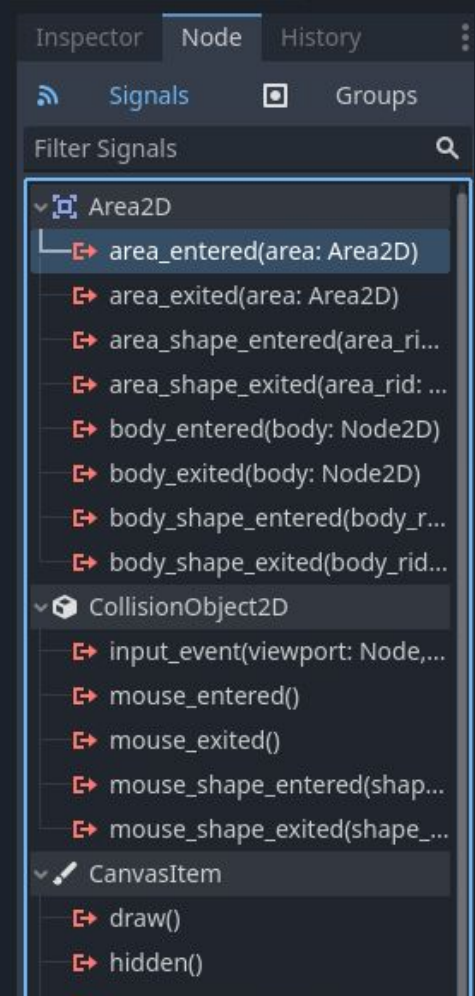 Inspector Node History
Signals Groups
Filter Signals
Area2D
area_entered(area: Area2D)
area_exited(area: Area2D)
area_shape_entered(area_ri...
area_shape_exited(area_rid: ...
body_entered(body: Node2D)
body_exited(body: Node2D)
body_shape_entered(body_r...
body_shape_exited(body_rid...
CollisionObject2D
input_event(viewport: Node,...
mouse_entered()
mouse_exited()
mouse_shape_entered(shap...
mouse_shape_exited(shape_...
CanvasItem
draw()
hidden()